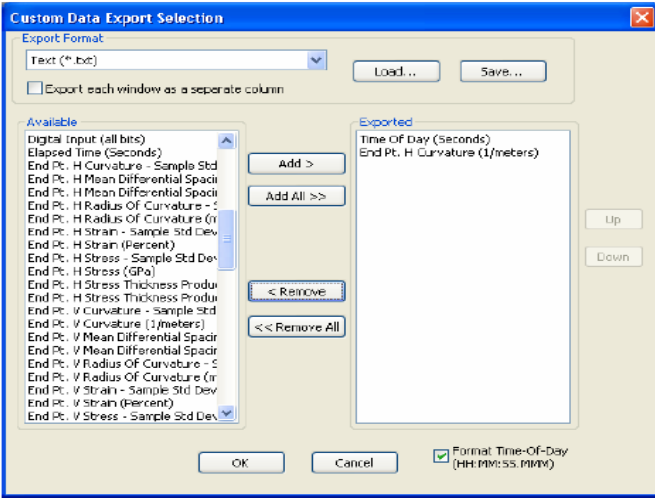 Custom Data Export Selection
Export Format
Text (*.txt)
Load...
Save...
Export each window as a separate column
Available
Exported
Digital Input (all bits)
Elapsed Time (Seconds)
End Pt. H Curvature - Sample Std
End Pt. H Mean Differential Spacin
End Pt. H Mean Differential Spacin
End Pt. H Radius Of Curvature - S
End Pt. H Radius Of Curvature (m
End Pt. H Strain - Sample Std Dev
End Pt. H Strain (Percent)
End Pt. H Stress - Sample Std Dev
End Pt. H Stress (GPa)
End Pt. H Stress Thickness Produc
End Pt. H Stress Thickness Produc
End Pt. V Curvature - Sample Std
End Pt. V Curvature (1/meters)
End Pt. V Mean Differential Spacin
End Pt. V Mean Differential Spacin
End Pt. V Radius Of Curvature - S
End Pt. V Radius Of Curvature (m
End Pt. V Strain - Sample Std Dev
End Pt. V Strain (Percent)
End Pt. V Stress - Sample Std Dev
Add >
Add All >>
< Remove
<< Remove All
Time Of Day (Seconds)
End Pt. H Curvature (1/meters)
Up
Down
OK
Cancel
Format Time-Of-Day
(HH:MM:SS.MMM)